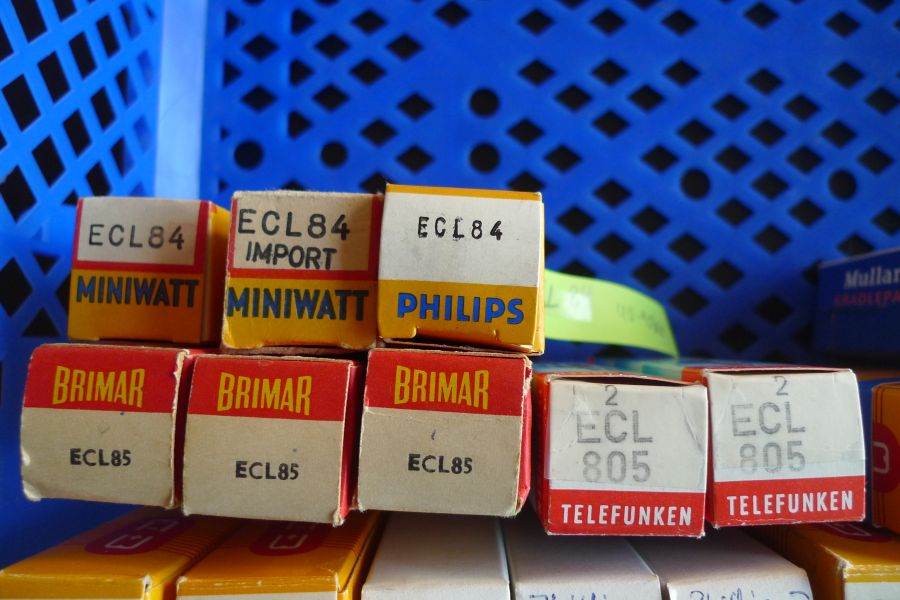 ECL84
MINIWATT
ECL84
IMPORT
MINIWATT
ECL84
PHILIPS
BRIMAR
ECL85
BRIMAR
ECL85
BRIMAR
ECL85
2
ECL
805
TELEFUNKEN
2
ECL
805
TELEFUNKEN